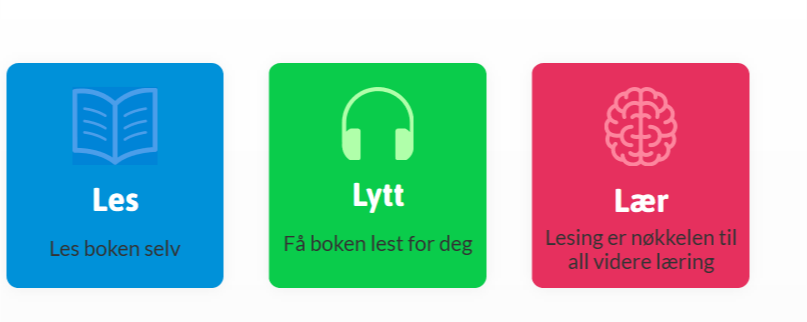 Les
Les boken selv
Lytt
Få boken lest for deg
Lær
Lesing er nøkkelen til
all videre læring